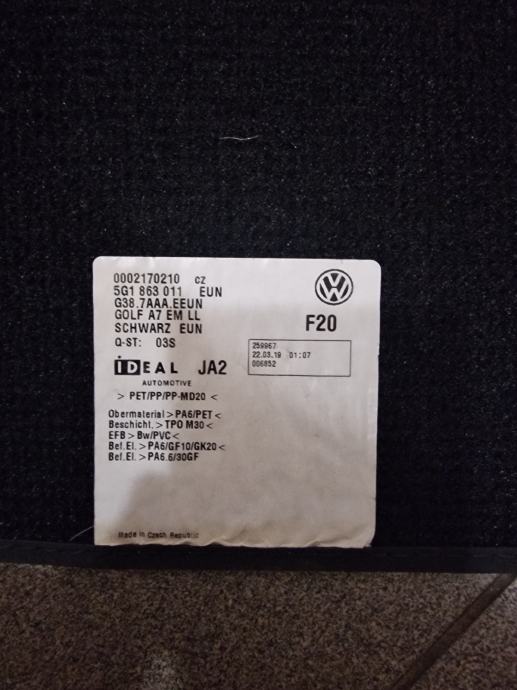 0002170210 CZ
5G1 863 011 EUN
G38.7AAA.EEUN
GOLF A7 EM LL
SCHWARZ EUN
Q-ST: 03S
F20
259967
22.03.19 01:07
006852
iDEAL JA2
AUTOMOTIVE
> PET/PP/PP-MD20 <
Obermaterial > PA6/PET <
Beschicht. > TPO M30 <
EFB > Bw/PVC <
Bef.El. > PA6/GF10/GK20 <
Bef.El. > PA6.6/30GF
Made in Czech Republic